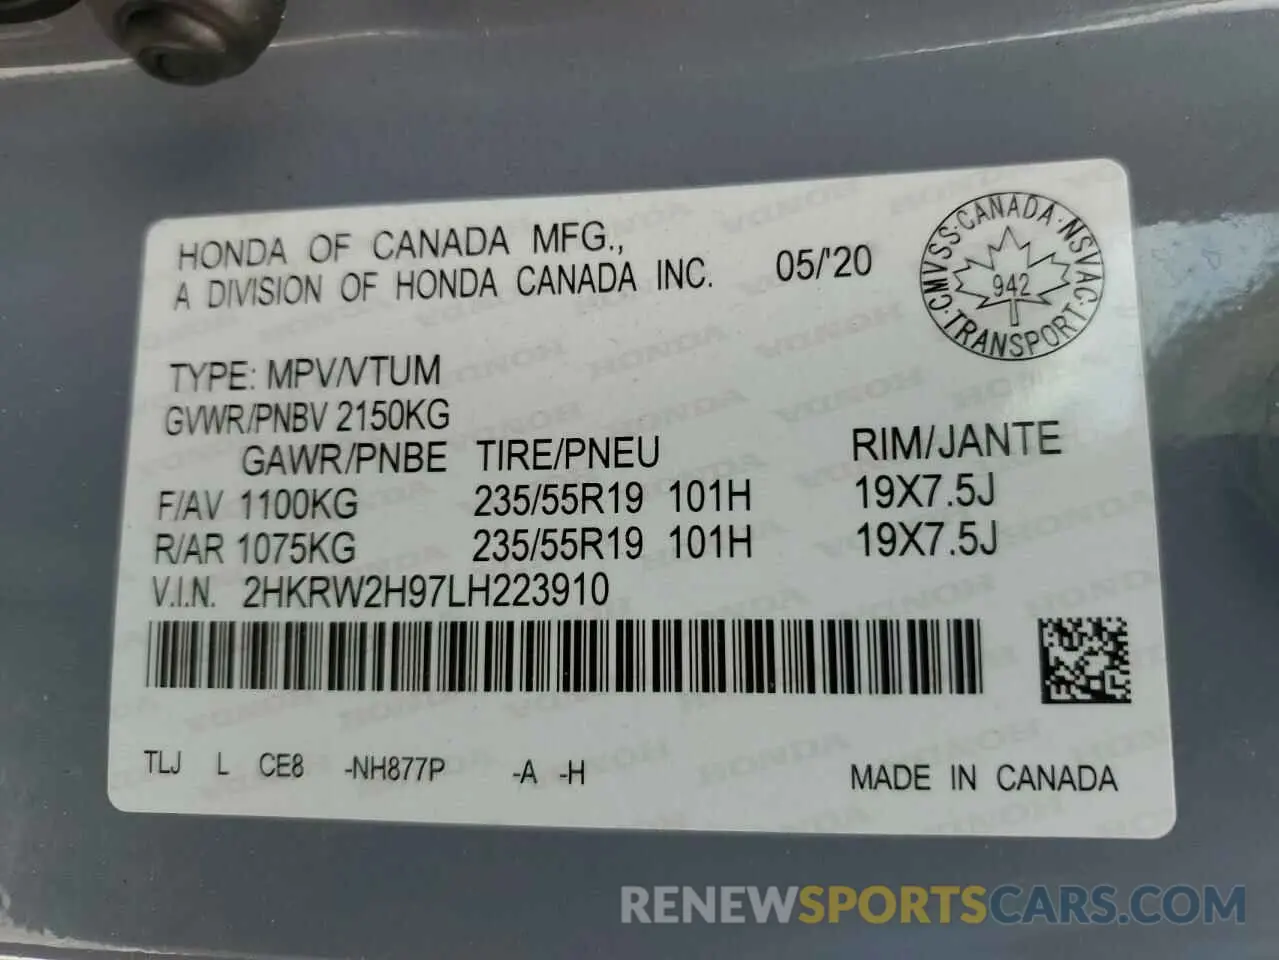 HONDA OF CANADA MFG.,
A DIVISION OF HONDA CANADA INC.
05/'20
CANADA · NSVAC · TRANSPORT · CMVSS ·
942
TYPE: MPV/VTUM
GVWR/PNBV 2150KG
GAWR/PNBE TIRE/PNEU RIM/JANTE
F/AV 1100KG 235/55R19 101H 19X7.5J
R/AR 1075KG 235/55R19 101H 19X7.5J
V.I.N. 2HKRW2H97LH223910
TLJ L CE8 -NH877P -A -H MADE IN CANADA
RENEWSPORTSCARS.COM